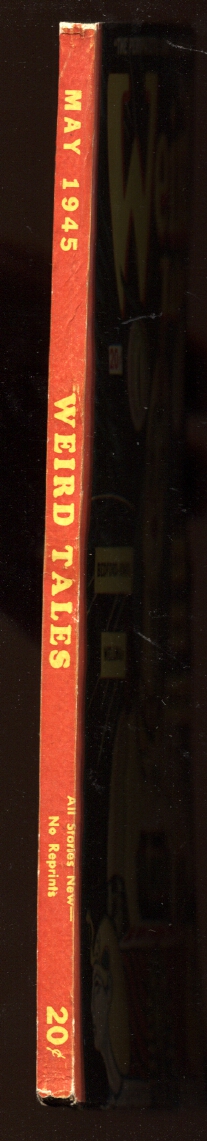 MAY 1945
WEIRD TALES
All Stories New—
No Reprints
20¢